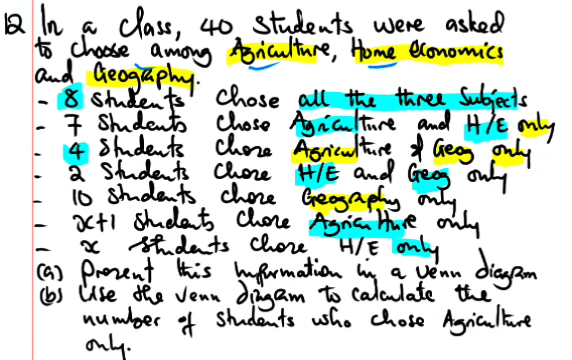 12 In a class, 40 Students were asked
to choose among Agriculture, Home Economics
and Geography.
- 8 Students Chose all the three Subjects
- 7 Students Chose Agriculture and H/E only
- 4 Students Chose Agriculture & Geog only
- 2 Students Chose H/E and Geog only
- 10 Students chose Geography only
- x+1 Students Chose Agriculture only
- x Students Chose H/E only
(a) Present this information in a Venn diagram
(b) Use the Venn diagram to calculate the
number of Students who chose Agriculture
only.